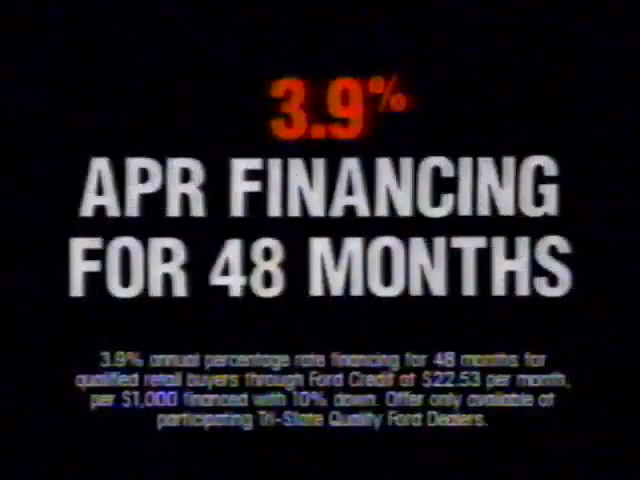 3.9%
APR FINANCING
FOR 48 MONTHS
3.9% annual percentage rate financing for 48 months for
qualified retail buyers through Ford Credit at $22.53 per month,
per $1,000 financed with 10% down. Offer only available at
participating Tri-State Quality Ford Dealers.